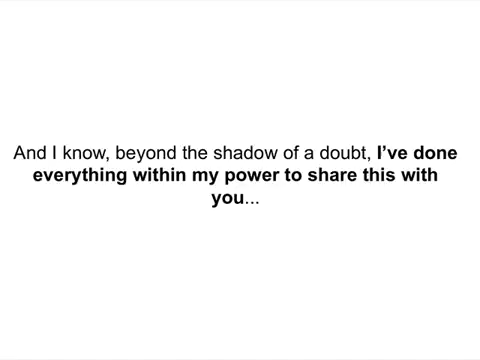 And I know, beyond the shadow of a doubt, I’ve done
everything within my power to share this with
you...